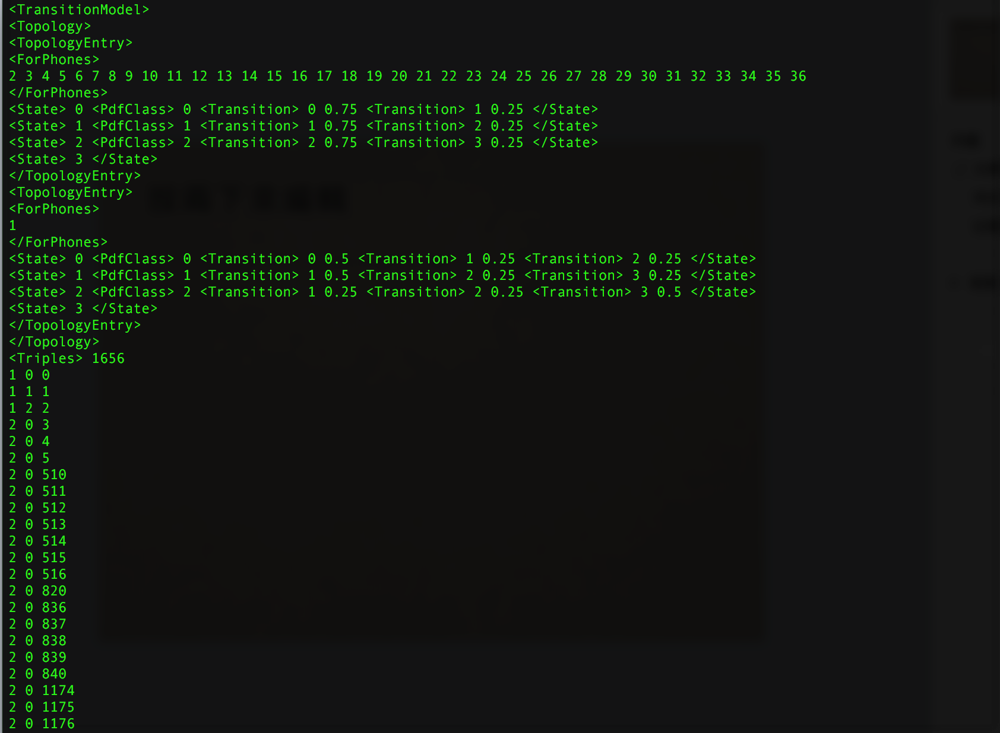 <TransitionModel>
<Topology>
<TopologyEntry>
<ForPhones>
2 3 4 5 6 7 8 9 10 11 12 13 14 15 16 17 18 19 20 21 22 23 24 25 26 27 28 29 30 31 32 33 34 35 36
</ForPhones>
<State> 0 <PdfClass> 0 <Transition> 0 0.75 <Transition> 1 0.25 </State>
<State> 1 <PdfClass> 1 <Transition> 1 0.75 <Transition> 2 0.25 </State>
<State> 2 <PdfClass> 2 <Transition> 2 0.75 <Transition> 3 0.25 </State>
<State> 3 </State>
</TopologyEntry>
<TopologyEntry>
<ForPhones>
1
</ForPhones>
<State> 0 <PdfClass> 0 <Transition> 0 0.5 <Transition> 1 0.25 <Transition> 2 0.25 </State>
<State> 1 <PdfClass> 1 <Transition> 1 0.5 <Transition> 2 0.25 <Transition> 3 0.25 </State>
<State> 2 <PdfClass> 2 <Transition> 1 0.25 <Transition> 2 0.25 <Transition> 3 0.5 </State>
<State> 3 </State>
</TopologyEntry>
</Topology>
<Triples> 1656
1 0 0
1 1 1
1 2 2
2 0 3
2 0 4
2 0 5
2 0 510
2 0 511
2 0 512
2 0 513
2 0 514
2 0 515
2 0 516
2 0 820
2 0 836
2 0 837
2 0 838
2 0 839
2 0 840
2 0 1174
2 0 1175
2 0 1176